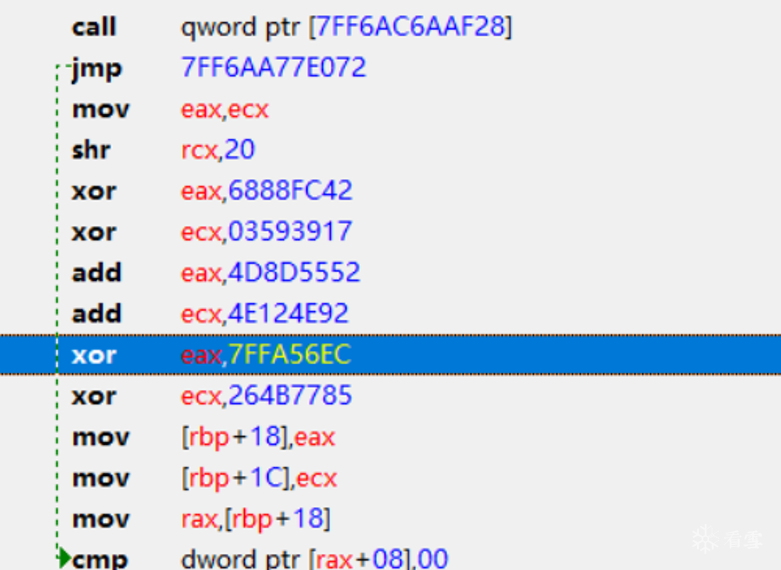 call qword ptr [7FF6AC6AAF28]
jmp 7FF6AA77E072
mov eax,ecx
shr rcx,20
xor eax,6888FC42
xor ecx,03593917
add eax,4D8D5552
add ecx,4E124E92
xor eax,7FFA56EC
xor ecx,264B7785
mov [rbp+18],eax
mov [rbp+1C],ecx
mov rax,[rbp+18]
看雪
cmp dword ptr [rax+08],00